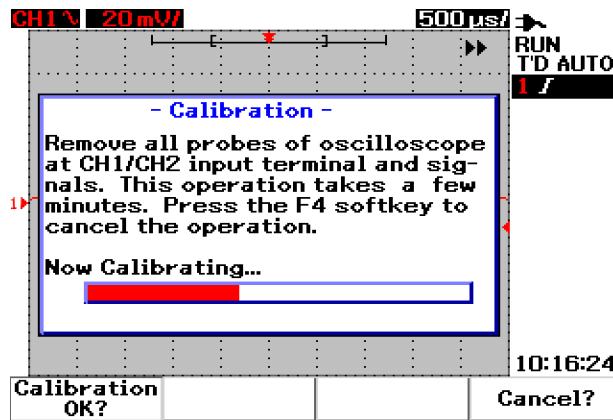 CH1 20 mV/ 500 µs/
RUN
T'D AUTO
1
- Calibration -
Remove all probes of oscilloscope
at CH1/CH2 input terminal and sig-
nals. This operation takes a few
minutes. Press the F4 softkey to
cancel the operation.
1
Now Calibrating...
10:16:24
Calibration
OK?
Cancel?